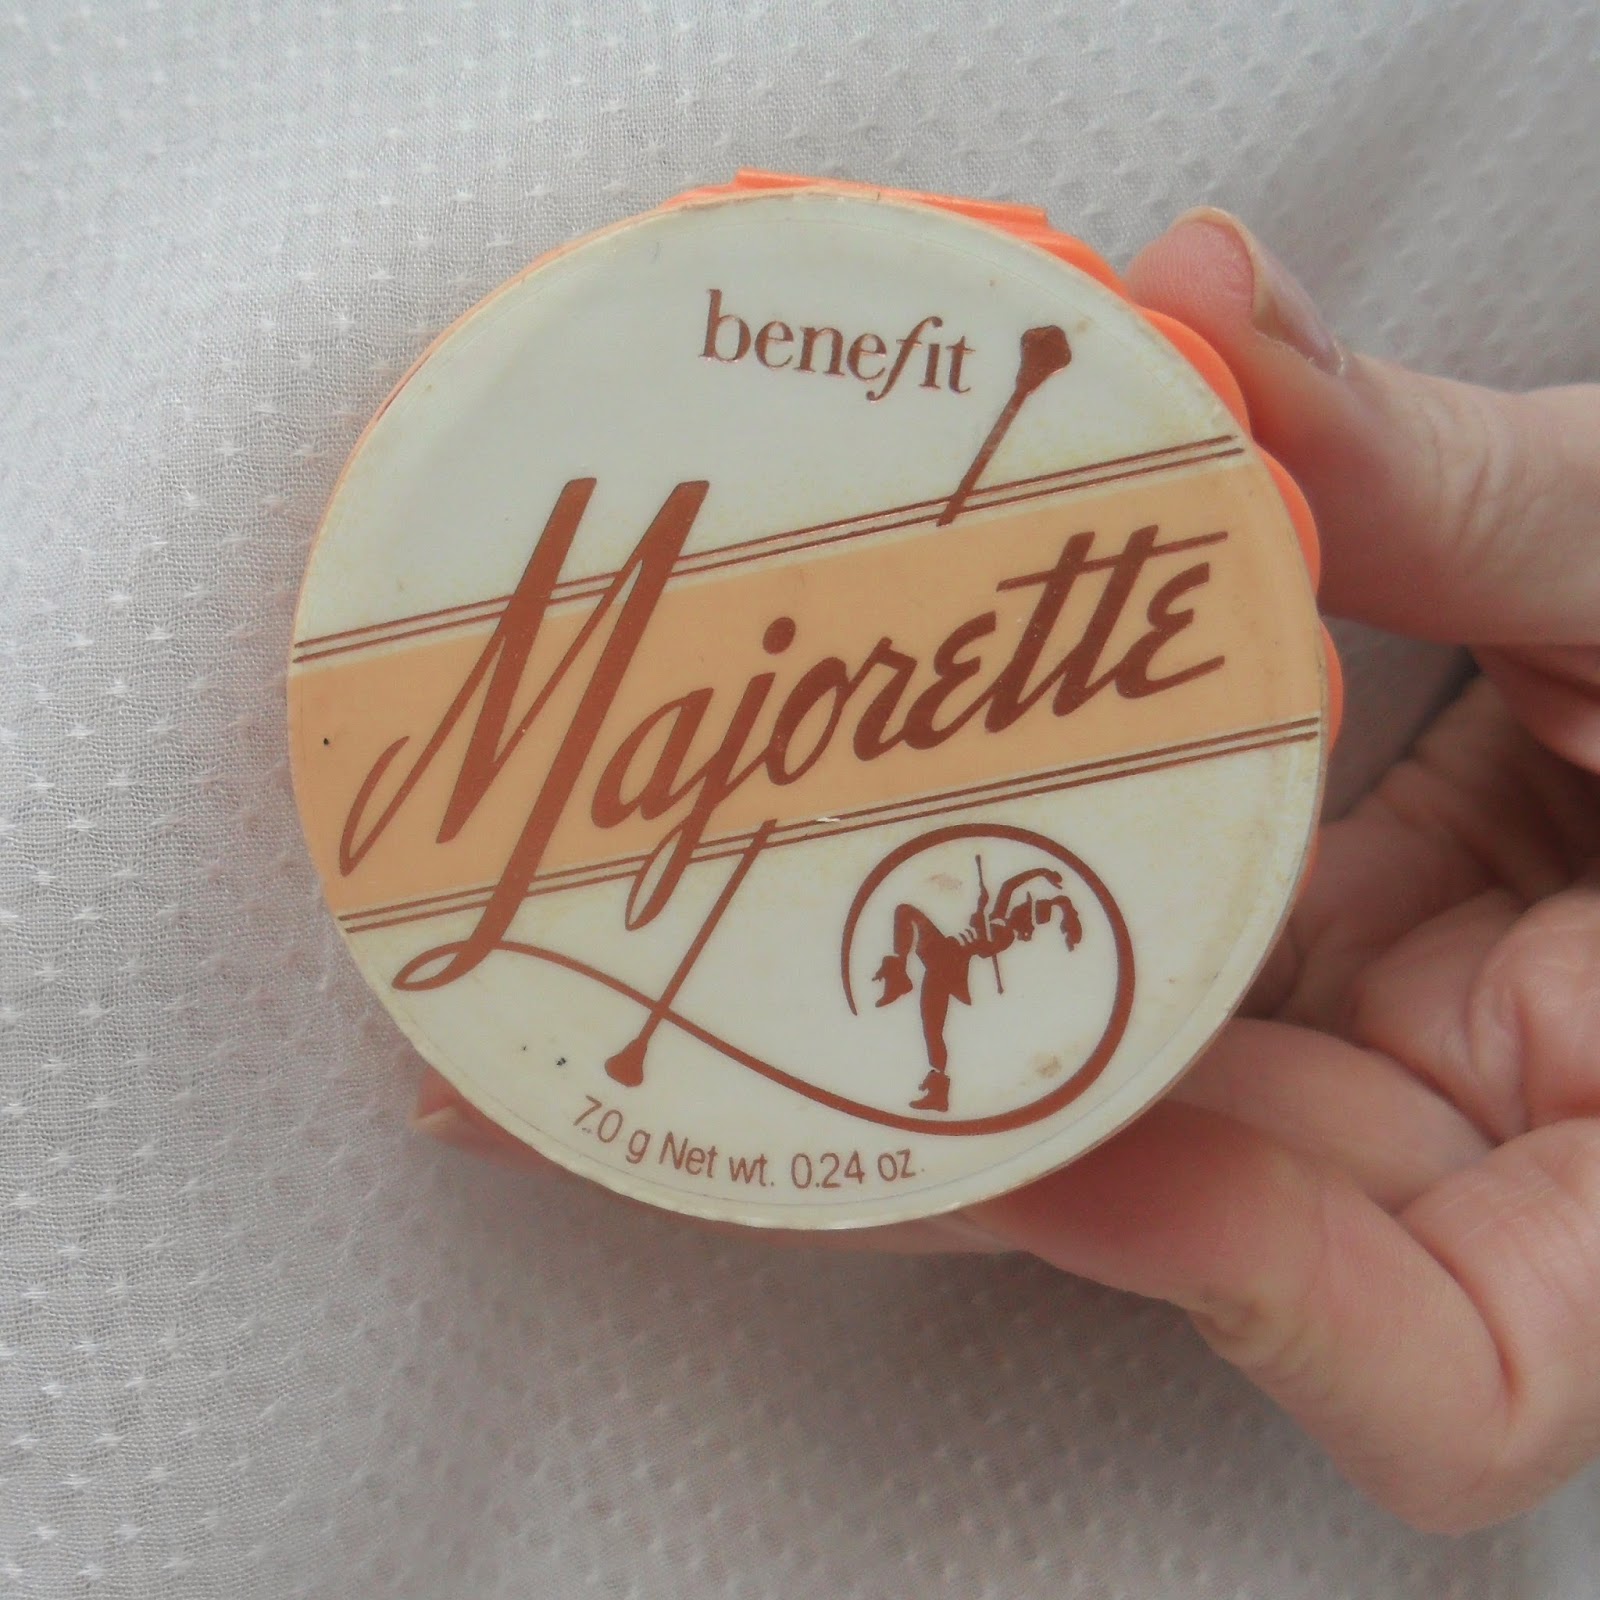 benefit
Majorette
7.0 g Net wt. 0.24 oz.